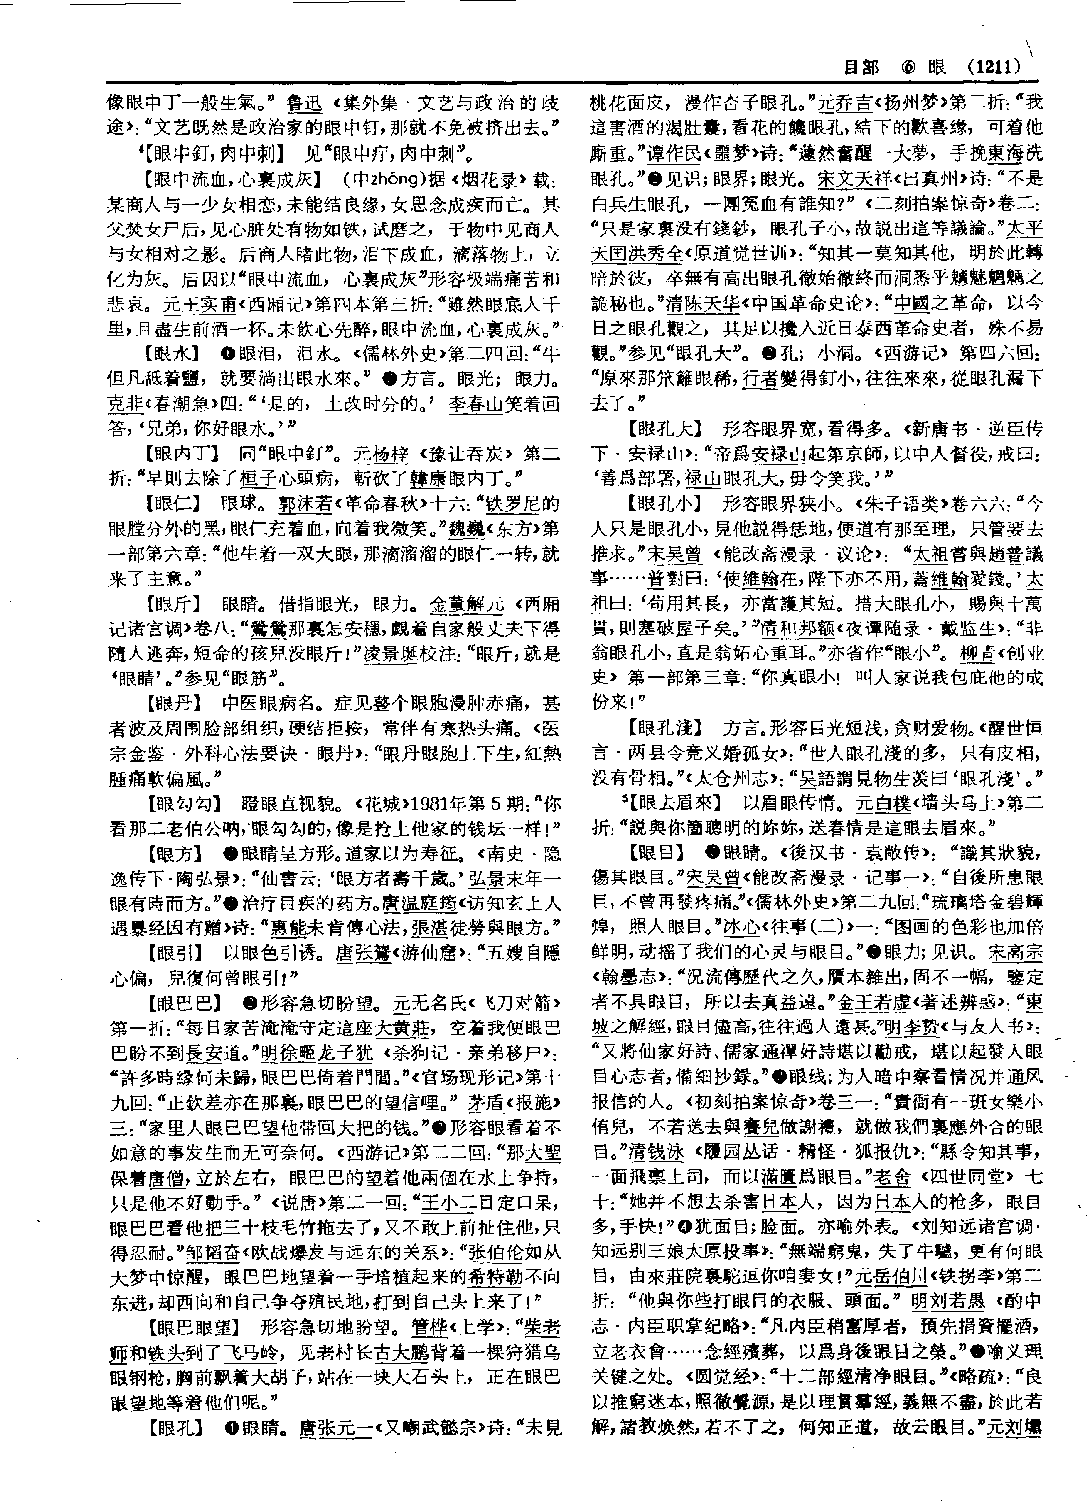 目部 ⑥ 眼 (1211)
像眼中丁一般生氣。” 鲁迅《集外集·文艺与政治的歧
途》：“文艺既然是政治家的眼中钉，那就不免被挤出去。”
【眼中釘，肉中刺】 见“眼中疔，肉中刺”。
【眼中流血，心裏成灰】 (中zhōng)据《烟花录》载：
某商人与一少女相恋，未能结良缘，女思念成疾而亡。其
父焚女尸后，见心脏处有物如铁，试磨之，于物中见商人
与女相对之影。后商人睹此物，泪下成血，滴落物上，立
化为灰。后因以“眼中流血，心裏成灰”形容极端痛苦和
悲哀。元王实甫《西厢记》第四本第三折：“雖然眼底人千
里，且盡生前酒一杯。未飲心先醉，眼中流血，心裏成灰。”
【眼水】 ❶眼泪，泪水。《儒林外史》第二四回：“牛
但凡舐着鹽，就要淌出眼水來。” ❷方言。眼光；眼力。
克非《春潮急》四：“‘是的，土改时分的。’ 李春山笑着回
答，‘兄弟，你好眼水。’”
【眼内丁】 同“眼中釘”。元杨梓《豫让吞炭》第二
折：“早則去除了桓子心頭病，斬砍了韓康眼内丁。”
【眼仁】 眼球。郭沫若《革命春秋》十六：“铁罗尼的
眼膛分外的黑，眼仁充着血，向着我微笑。”魏巍《东方》第
一部第六章：“他生着一双大眼，那滴溜溜的眼仁一转，就
来了主意。”
【眼斤】 眼睛。借指眼光，眼力。金董解元《西厢
记诸宫调》卷八：“鶯鶯那裏怎安穩，覷着自家般丈夫下得
隨人逃奔，短命的孩兒没眼斤！”凌景埏校注：“眼斤，就是
‘眼睛’。”参见“眼筋”。
【眼丹】 中医眼病名。症见整个眼胞漫肿赤痛，甚
者波及周围脸部组织，硬结拒按，常伴有寒热头痛。《医
宗金鉴·外科心法要诀·眼丹》：“眼丹眼胞上下生，紅熱
腫痛軟偏風。”
【眼勾勾】 瞪眼直视貌。《花城》1981年第5期：“你
看那二老伯公呐，眼勾勾的，像是抢上他家的钱坛一样！”
【眼方】 ❶眼睛呈方形。道家以为寿征。《南史·隐
逸传下·陶弘景》：“仙書云：‘眼方者壽千歲。’弘景末年一
眼有時而方。”❷治疗目疾的药方。唐温庭筠《访知玄上人
遇暴经因有赠》诗：“惠能未肯傳心法，張湛徒勞與眼方。”
【眼引】 以眼色引诱。唐张鷟《游仙窟》：“五嫂自隱
心偏，兒復何曾眼引！”
【眼巴巴】 ❶形容急切盼望。元无名氏《飞刀对箭》
第一折：“每日家苦淹淹守定這座大黄莊，空着我便眼巴
巴盼不到長安道。”明徐㖼龙子犹《杀狗记·亲弟移尸》：
“許多時緣何未歸，眼巴巴倚着門閭。”《官场现形记》第十
九回：“正欽差亦在那裏，眼巴巴的望信哩。” 茅盾《报施》
三：“家里人眼巴巴望他带回大把的钱。”❷形容眼看着不
如意的事发生而无可奈何。《西游记》第二二回：“那大聖
保着唐僧，立於左右，眼巴巴的望着他兩個在水上争持，
只是他不好動手。”《说唐》第二一回：“王小二目定口呆，
眼巴巴看他把三十枝毛竹拖去了，又不敢上前扯住他，只
得忍耐。”邹韬奋《欧战爆发与远东的关系》：“张伯伦如从
大梦中惊醒，眼巴巴地望着一手培植起来的希特勒不向
东进，却西向和自己争夺殖民地，打到自己头上来了！”
【眼巴眼望】 形容急切地盼望。管桦《上学》：“柴老
师和铁头到了飞马岭，见老村长古大鹏背着一棵狩猎鸟
眼钢枪，胸前飘着大胡子，站在一块大石头上，正在眼巴
眼望地等着他们呢。”
【眼孔】 ❶眼睛。唐张元一《又嘲武懿宗》诗：“未見
桃花面皮，漫作杏子眼孔。”元乔吉《扬州梦》第二折：“我
這害酒的渴肚囊，看花的饞眼孔，結下的歡喜緣，可着他
厮重。”谭作民《噩梦》诗：“蘧然奮醒一大夢，手挽東海洗
眼孔。”❷见识；眼界；眼光。宋文天祥《出真州》诗：“不是
白兵生眼孔，一團冤血有誰知？”《二刻拍案惊奇》卷二：
“只是家裏没有錢鈔，眼孔子小，故說出這等議論。”太平
天囯洪秀全《原道觉世训》：“知其一莫知其他，明於此轉
暗於彼，卒無有高出眼孔徹始徹終而洞悉乎魑魅魍魎之
詭秘也。”清陈天华《中国革命史论》：“中國之革命，以今
日之眼孔觀之，其足以攙入近日泰西革命史者，殊不易
觀。”参见“眼孔大”。❸孔；小洞。《西游记》第四六回：
“原來那笊籬眼稀，行者變得釘小，往往來來，從眼孔漏下
去了。”
【眼孔大】 形容眼界宽，看得多。《新唐书·逆臣传
下·安禄山》：“帝爲安禄山起第京師，以中人督役，戒曰：
‘善爲部署，禄山眼孔大，毋令笑我。’”
【眼孔小】 形容眼界狭小。《朱子语类》卷六六：“今
人只是眼孔小，見他説得恁地，便道有那至理，只管要去
推求。”宋吴曾《能改斋漫录·议论》：“太祖嘗與趙普議
事……普對曰：‘使維翰在，陛下亦不用，蓋維翰愛錢。’太
祖曰：‘苟用其長，亦當護其短。措大眼孔小，賜與十萬
貫，則塞破屋子矣。’”清和邦额《夜谭随录·戴监生》：“非
翁眼孔小，直是翁妬心重耳。”亦省作“眼小”。柳青《创业
史》第一部第三章：“你真眼小！叫人家说我包庇他的成
份来！”
【眼孔淺】 方言。形容目光短浅，贪财爱物。《醒世恒
言·两县令竞义婚孤女》：“世人眼孔淺的多，只有皮相，
没有骨相。”《太仓州志》：“吴語謂見物生羡曰‘眼孔淺’。”
【眼去眉來】 以眉眼传情。元白樸《墙头马上》第二
折：“説與你箇聰明的妳妳，送春情是這眼去眉來。”
【眼目】 ❶眼睛。《後汉书·袁敞传》：“識其狀貌，
傷其眼目。”宋吴曾《能改斋漫录·记事一》：“自後所患眼
目，不曾再發疼痛。”《儒林外史》第二九回：“琉璃塔金碧輝
煌，照人眼目。”冰心《往事(二)》一：“图画的色彩也加倍
鲜明，动摇了我们的心灵与眼目。”❷眼力；见识。宋高宗
《翰墨志》：“況流傳歷代之久，贋本雜出，固不一幅，鑒定
者不具眼目，所以去真益遠。”金王若虚《著述辨惑》：“東
坡之解經，眼目儘高，往往過人遠甚。”明李贽《与友人书》：
“又將仙家好詩、儒家通禪好詩堪以勸戒，堪以起發人眼
目心志者，備細抄錄。”❸眼线；为人暗中察看情况并通风
报信的人。《初刻拍案惊奇》卷三一：“貴衙有一班女樂小
侑兒，不若送去與賽兒做謝禮，就做我們裏應外合的眼
目。”清钱泳《履园丛话·精怪·狐报仇》：“縣令知其事，
一面飛稟上司，而以滿匱爲眼目。”老舍《四世同堂》七
十：“她并不想去杀害日本人，因为日本人的枪多，眼目
多，手快！”❹犹面目；脸面。亦喻外表。《刘知远诸宫调·
知远别三娘太原投事》：“無端窮鬼，失了牛驢，更有何眼
目，由來莊院裏駝逗你咱妻女！”元岳伯川《铁拐李》第二
折：“他與你些打眼目的衣服、頭面。” 明刘若愚《酌中
志·内臣职掌纪略》：“凡内臣稍富厚者，預先捐資擺酒，
立老衣會……念經殯葬，以爲身後眼目之榮。”❺喻义理
关键之处。《圆觉经》：“十二部經清净眼目。”《略疏》：“良
以推窮迷本，照徹覺源，是以理貫羣經，義無不盡，於此若
解，諸教焕然，若不了之，何知正道，故云眼目。”元刘壎